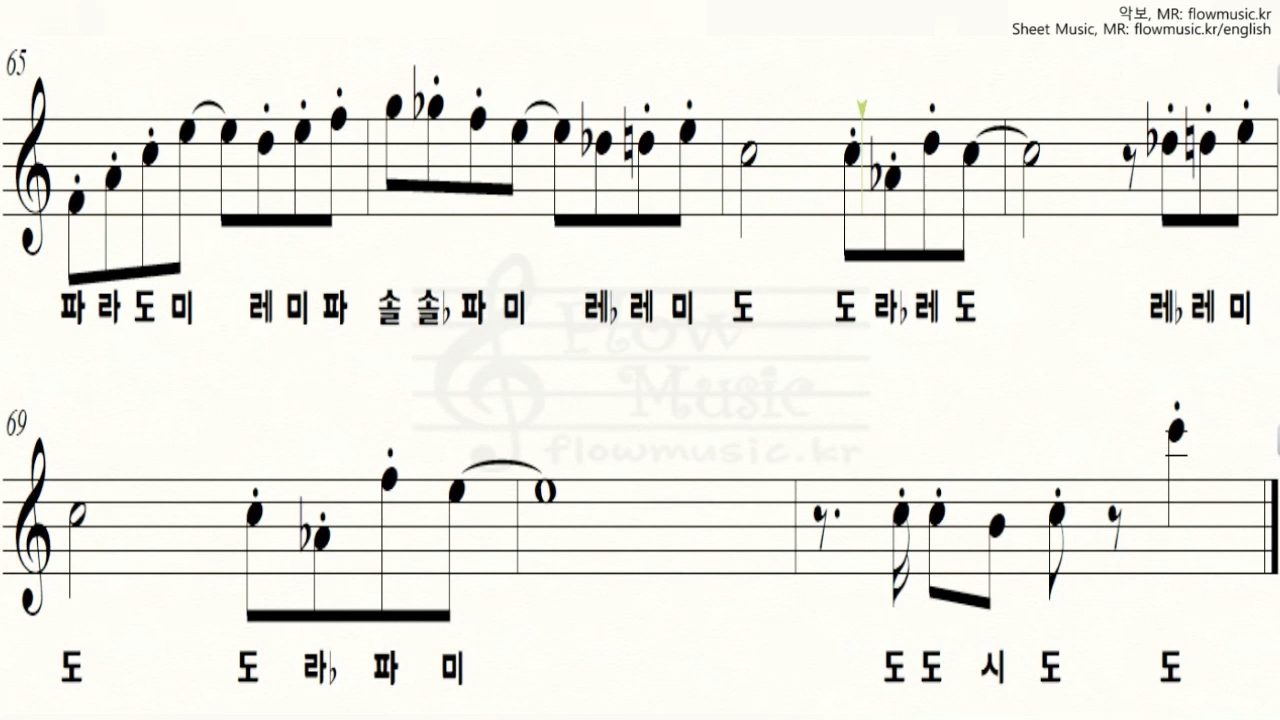 악보, MR: flowmusic.kr
Sheet Music, MR: flowmusic.kr/english
65
파 라 도 미 레 미 파 솔 솔♭ 파 미 레♭ 레 미 도 도 라♭ 레 도 레♭ 레 미
Flow
Music
flowmusic.kr
69
도 도 라♭ 파 미 도 도 시 도 도